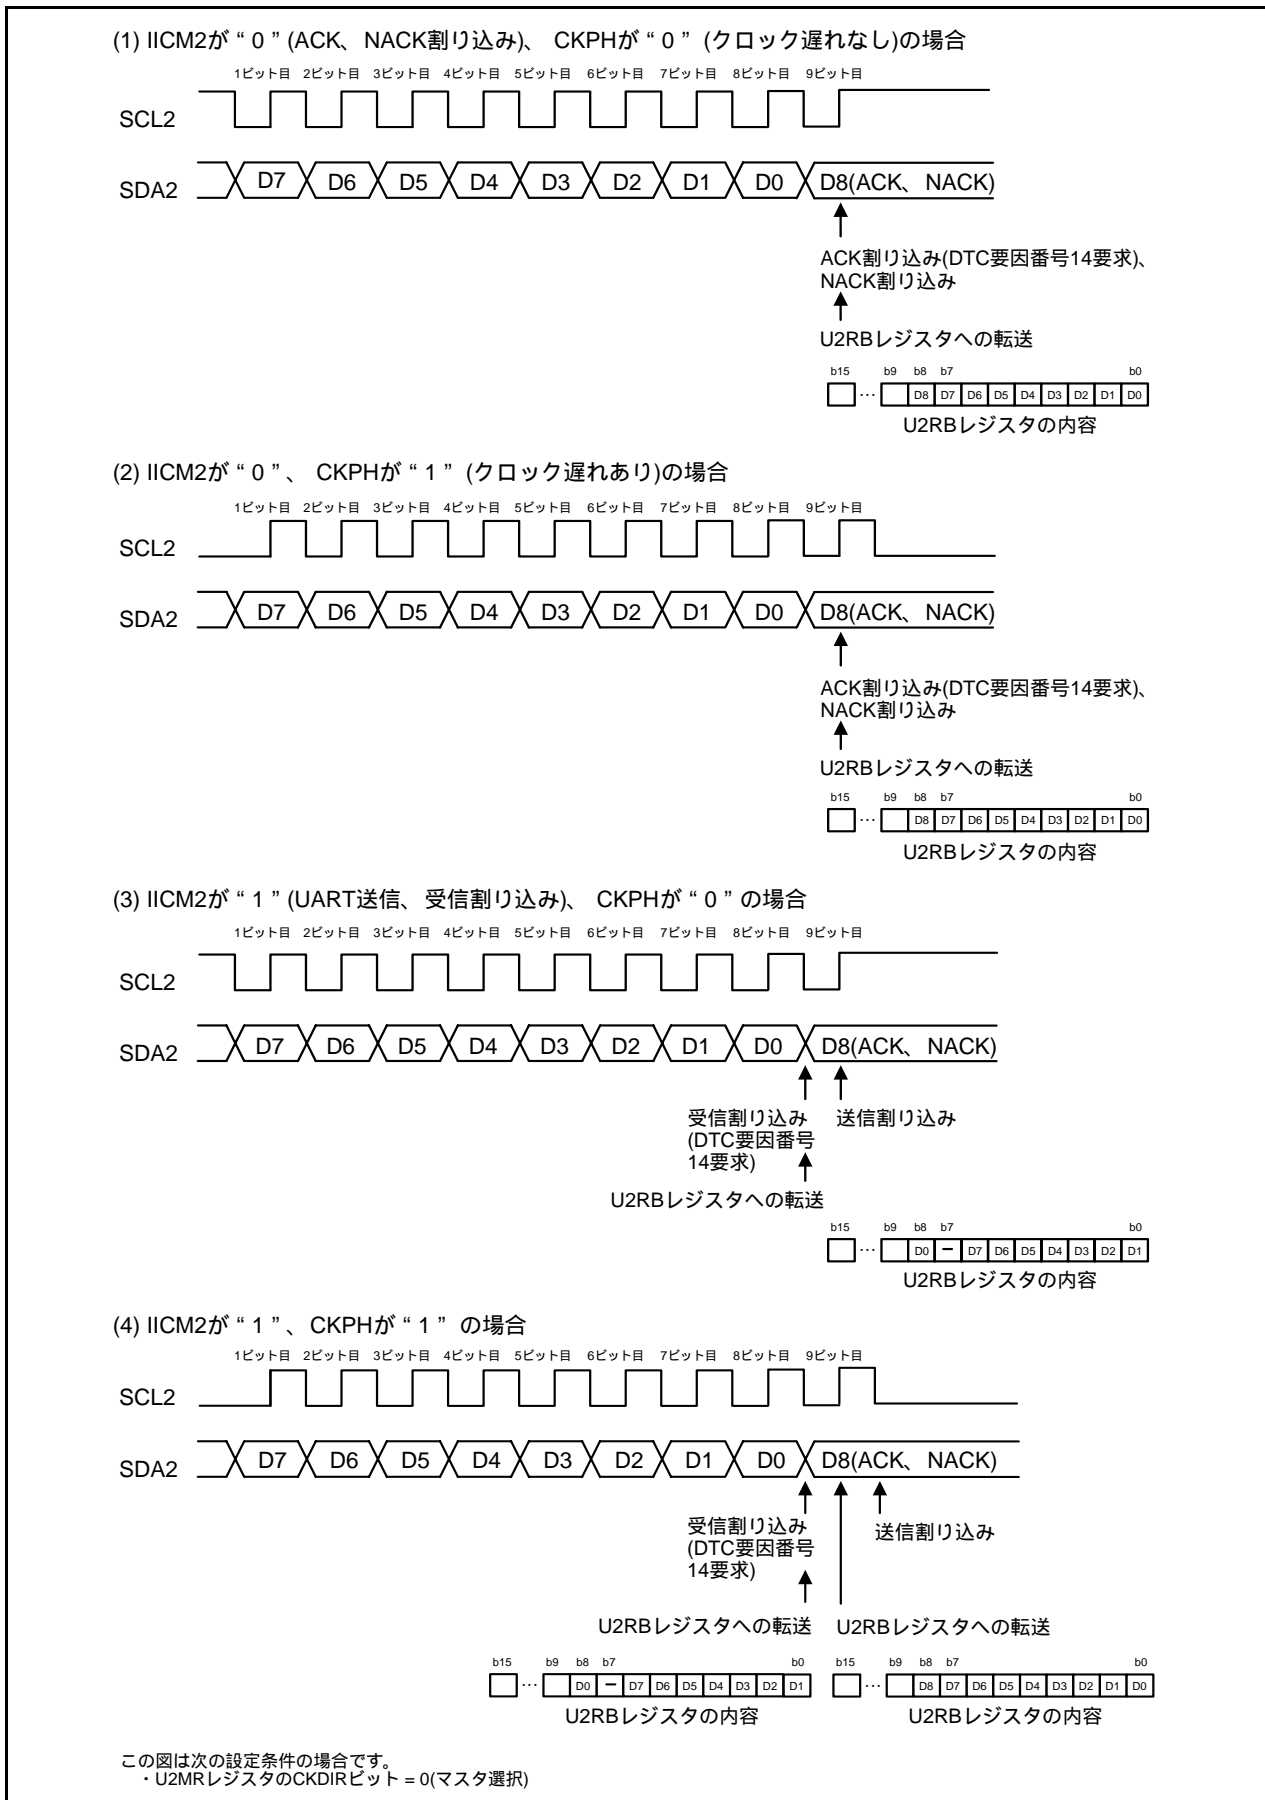 (1) IICM2が “ 0 ” (ACK、NACK割り込み)、 CKPHが “ 0 ” (クロック遅れなし)の場合
1ビット目 2ビット目 3ビット目 4ビット目 5ビット目 6ビット目 7ビット目 8ビット目 9ビット目
SCL2
SDA2 D7 D6 D5 D4 D3 D2 D1 D0 D8(ACK、 NACK)
ACK割り込み(DTC要因番号14要求)、
NACK割り込み
U2RBレジスタへの転送
b15 b9 b8 b7 b0
… D8 D7 D6 D5 D4 D3 D2 D1 D0
U2RBレジスタの内容
(2) IICM2が “ 0 ” 、 CKPHが “ 1 ” (クロック遅れあり)の場合
1ビット目 2ビット目 3ビット目 4ビット目 5ビット目 6ビット目 7ビット目 8ビット目 9ビット目
SCL2
SDA2 D7 D6 D5 D4 D3 D2 D1 D0 D8(ACK、 NACK)
ACK割り込み(DTC要因番号14要求)、
NACK割り込み
U2RBレジスタへの転送
b15 b9 b8 b7 b0
… D8 D7 D6 D5 D4 D3 D2 D1 D0
U2RBレジスタの内容
(3) IICM2が “ 1 ” (UART送信、受信割り込み)、 CKPHが “ 0 ” の場合
1ビット目 2ビット目 3ビット目 4ビット目 5ビット目 6ビット目 7ビット目 8ビット目 9ビット目
SCL2
SDA2 D7 D6 D5 D4 D3 D2 D1 D0 D8(ACK、 NACK)
受信割り込み 送信割り込み
(DTC要因番号
14要求)
U2RBレジスタへの転送
b15 b9 b8 b7 b0
… D0 − D7 D6 D5 D4 D3 D2 D1
U2RBレジスタの内容
(4) IICM2が “ 1 ” 、CKPHが “ 1 ” の場合
1ビット目 2ビット目 3ビット目 4ビット目 5ビット目 6ビット目 7ビット目 8ビット目 9ビット目
SCL2
SDA2 D7 D6 D5 D4 D3 D2 D1 D0 D8(ACK、 NACK)
受信割り込み 送信割り込み
(DTC要因番号
14要求)
U2RBレジスタへの転送 U2RBレジスタへの転送
b15 b9 b8 b7 b0 b15 b9 b8 b7 b0
… D0 − D7 D6 D5 D4 D3 D2 D1 … D8 D7 D6 D5 D4 D3 D2 D1 D0
U2RBレジスタの内容 U2RBレジスタの内容
この図は次の設定条件の場合です。
・U2MRレジスタのCKDIRビット = 0(マスタ選択)